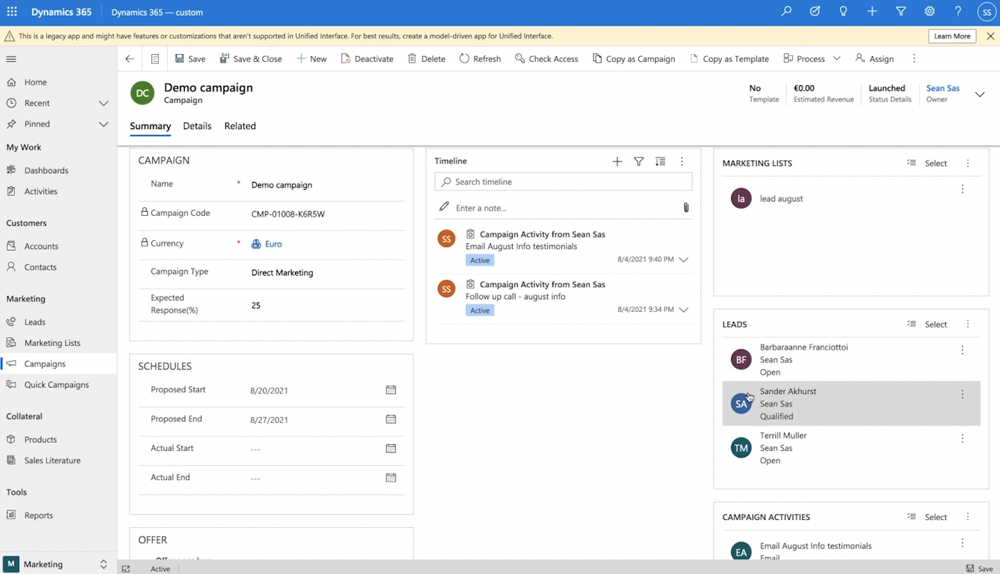 Dynamics 365
Dynamics 365 — custom
SS
This is a legacy app and might have features or customizations that aren't supported in Unified Interface. For best results, create a model-driven app for Unified Interface.
Learn More
Save
Save & Close
New
Deactivate
Delete
Refresh
Check Access
Copy as Campaign
Copy as Template
Process
Assign
Home
Recent
Pinned
My Work
Dashboards
Activities
Customers
Accounts
Contacts
Marketing
Leads
Marketing Lists
Campaigns
Quick Campaigns
Collateral
Products
Sales Literature
Tools
Reports
M Marketing
DC
Demo campaign
Campaign
No
Template
€0.00
Estimated Revenue
Launched
Status Details
Sean Sas
Owner
Summary
Details
Related
CAMPAIGN
Name * Demo campaign
Campaign Code CMP-01008-K6R5W
Currency * Euro
Campaign Type Direct Marketing
Expected
Response(%) 25
SCHEDULES
Proposed Start 8/20/2021
Proposed End 8/27/2021
Actual Start ---
Actual End ---
OFFER
Timeline
Search timeline
Enter a note...
SS
Campaign Activity from Sean Sas
Email August Info testimonials
Active
8/4/2021 9:40 PM
SS
Campaign Activity from Sean Sas
Follow up call - august info
Active
8/4/2021 9:34 PM
MARKETING LISTS
Select
la
lead august
LEADS
Select
BF
Barbaraanne Franciottoi
Sean Sas
Open
SA
Sander Akhurst
Sean Sas
Qualified
TM
Terrill Muller
Sean Sas
Open
CAMPAIGN ACTIVITIES
Select
EA
Email August Info testimonials
Email
Active
Save